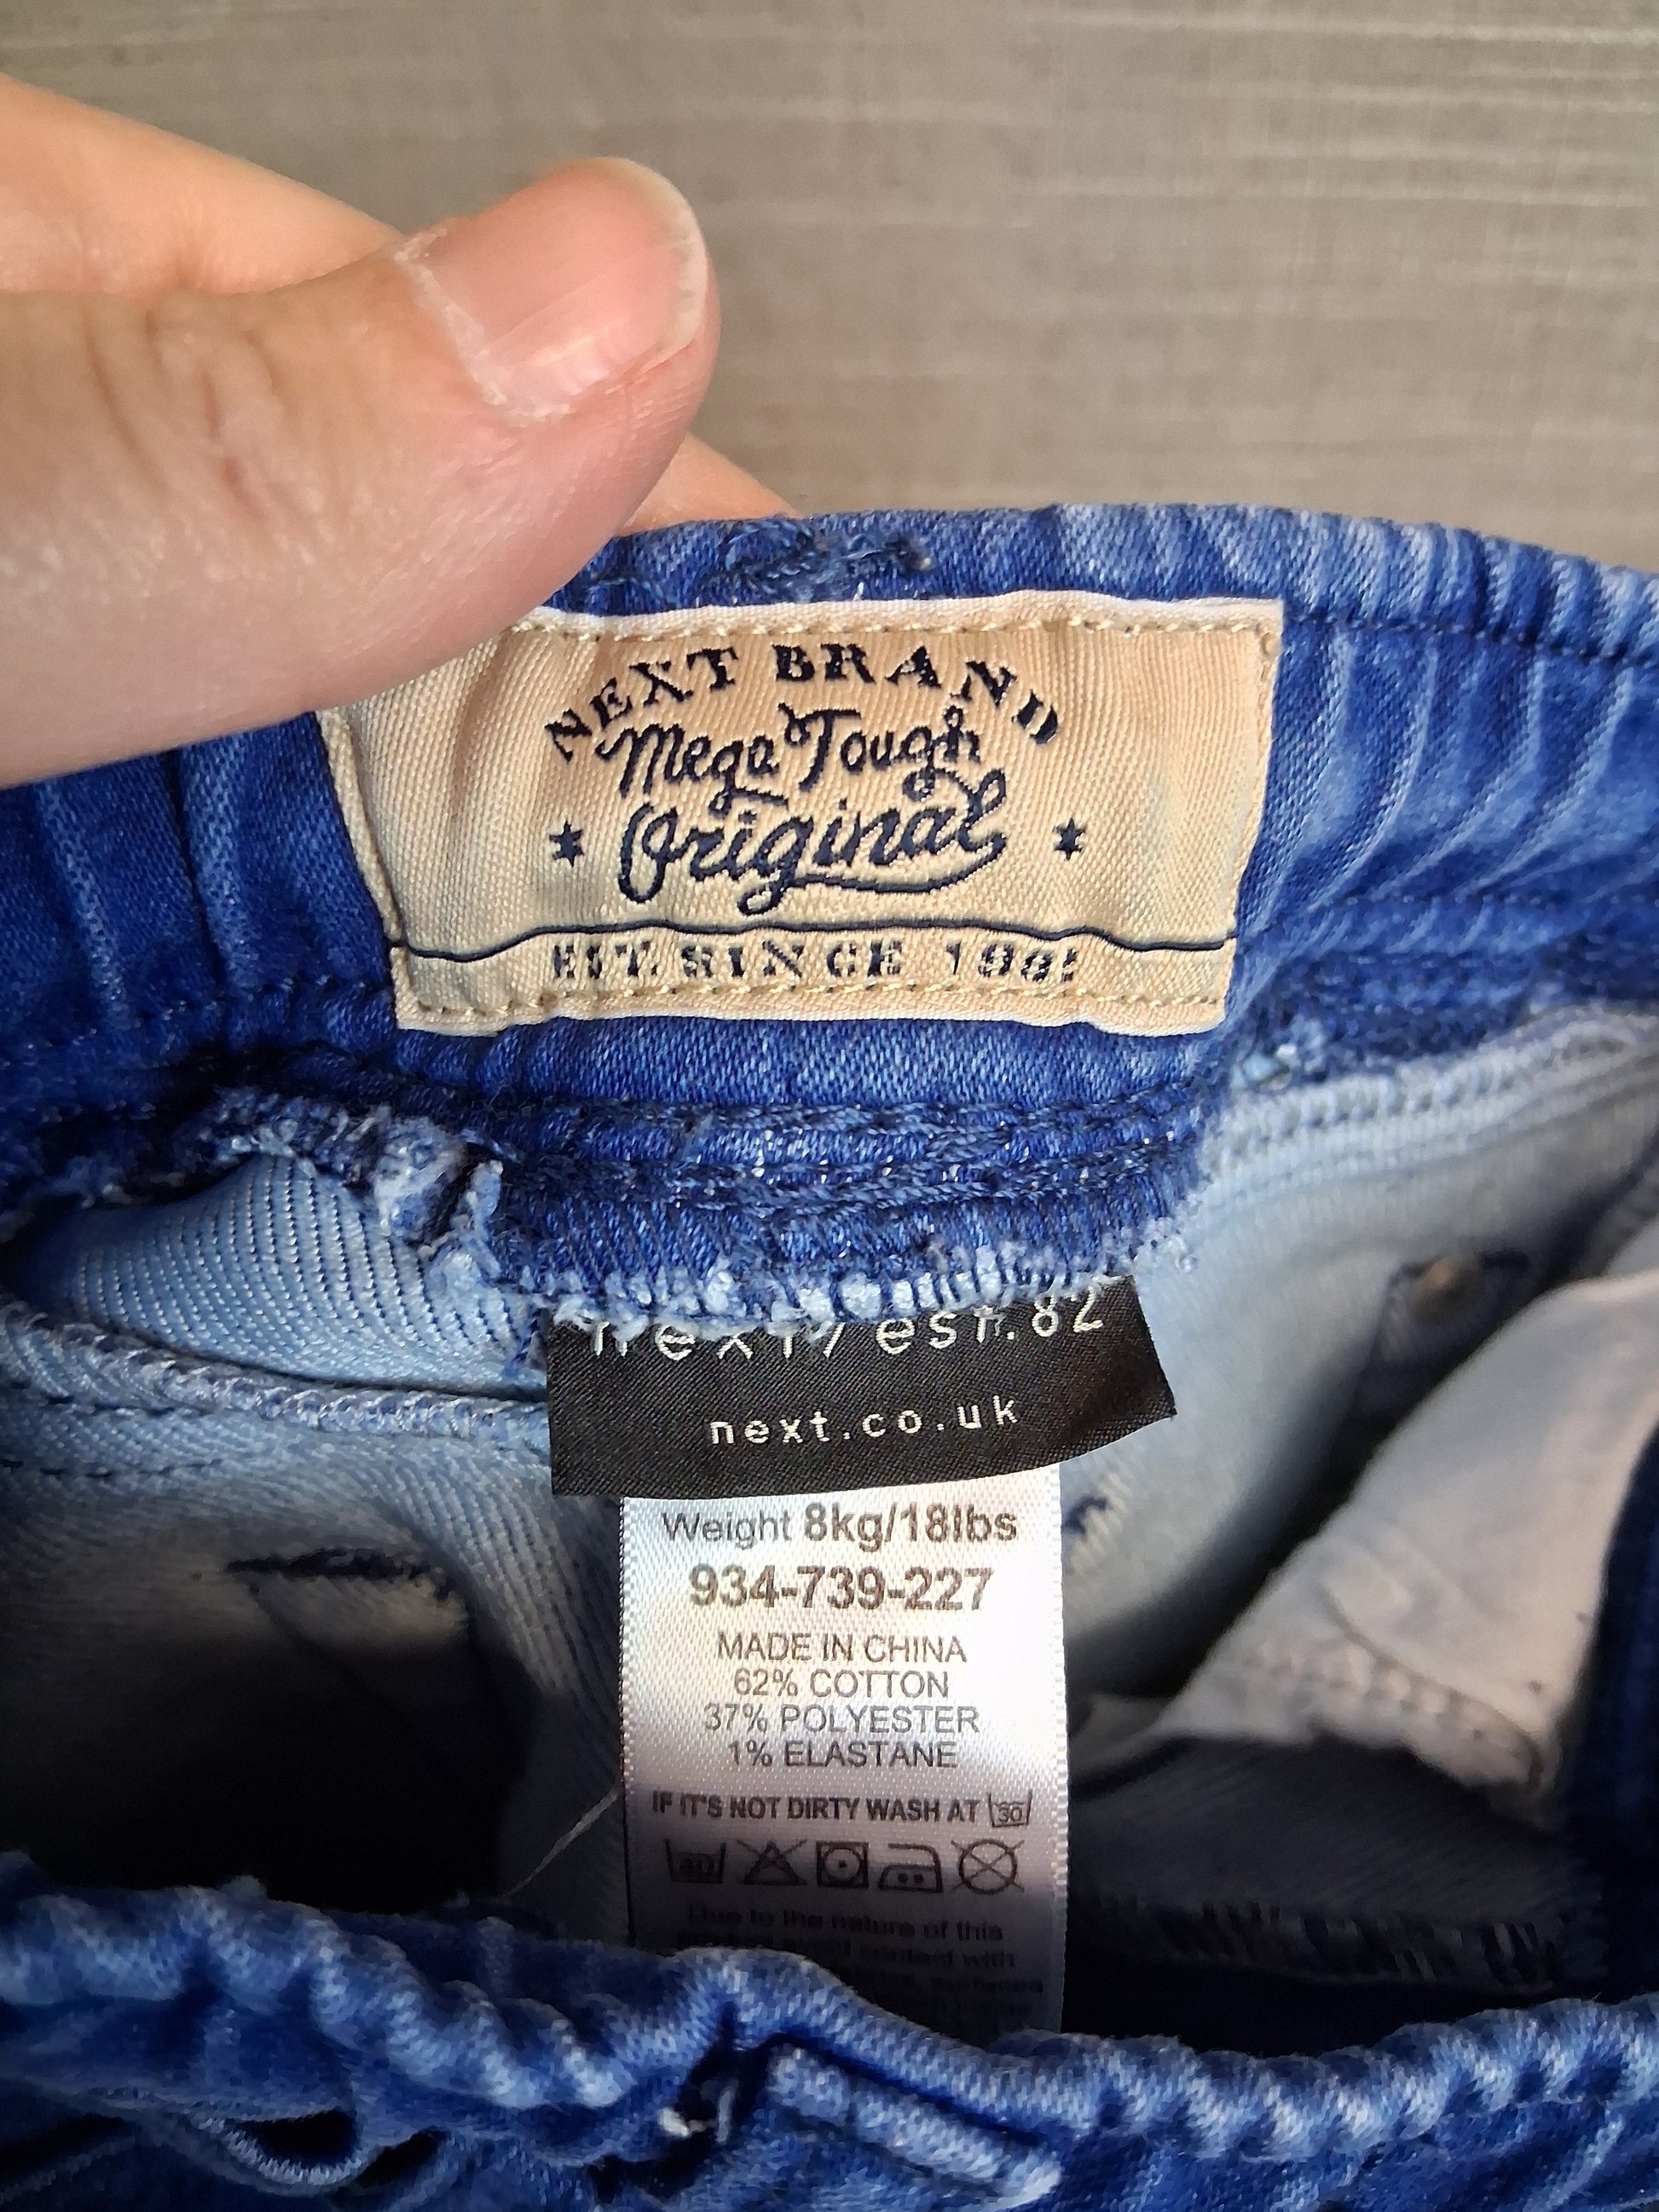 NEXT BRAND
Mega Tough
Original
EST. SINCE 198
next/est.82
next.co.uk
Weight 8kg/18lbs
934-739-227
MADE IN CHINA
62% COTTON
37% POLYESTER
1% ELASTANE
IF IT'S NOT DIRTY WASH AT 30
40
Due to the nature of this
contact with